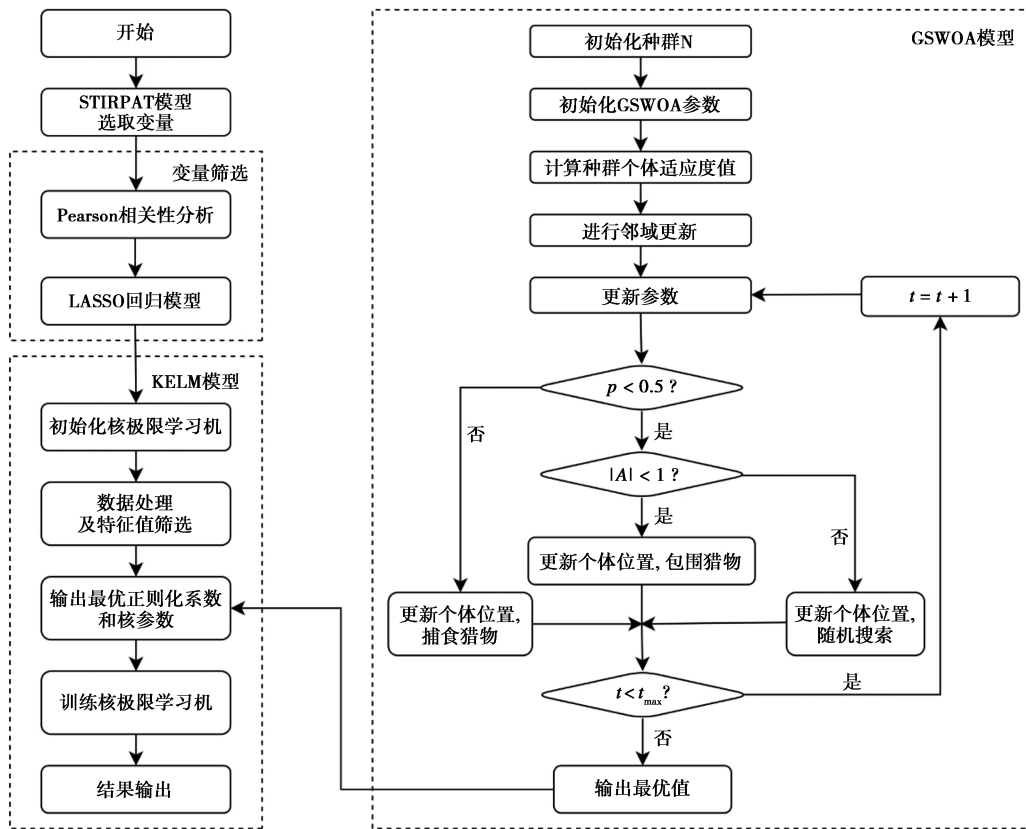 开始
STIRPAT模型
选取变量
变量筛选
Pearson相关性分析
LASSO回归模型
KELM模型
初始化核极限学习机
数据处理
及特征值筛选
输出最优正则化系数
和核参数
训练核极限学习机
结果输出
GSWOA模型
初始化种群N
初始化GSWOA参数
计算种群个体适应度值
进行邻域更新
更新参数
t = t + 1
p < 0.5 ?
否
是
|A| < 1 ?
是
否
更新个体位置, 包围猎物
更新个体位置,
捕食猎物
更新个体位置,
随机搜索
t < tmax?
是
否
输出最优值